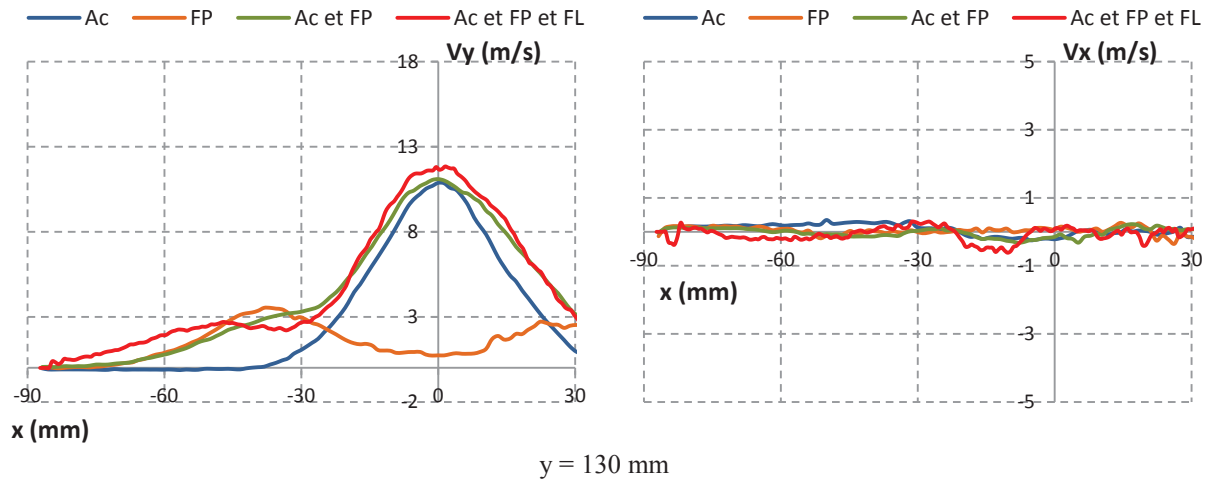 Ac FP Ac et FP Ac et FP et FL
Vy (m/s)
18
13
8
3
-2
-90 -60 -30 0 30
x (mm)
Ac FP Ac et FP Ac et FP et FL
Vx (m/s)
5
3
1
-1
-3
-5
-90 -60 -30 0 30
x (mm)
y = 130 mm